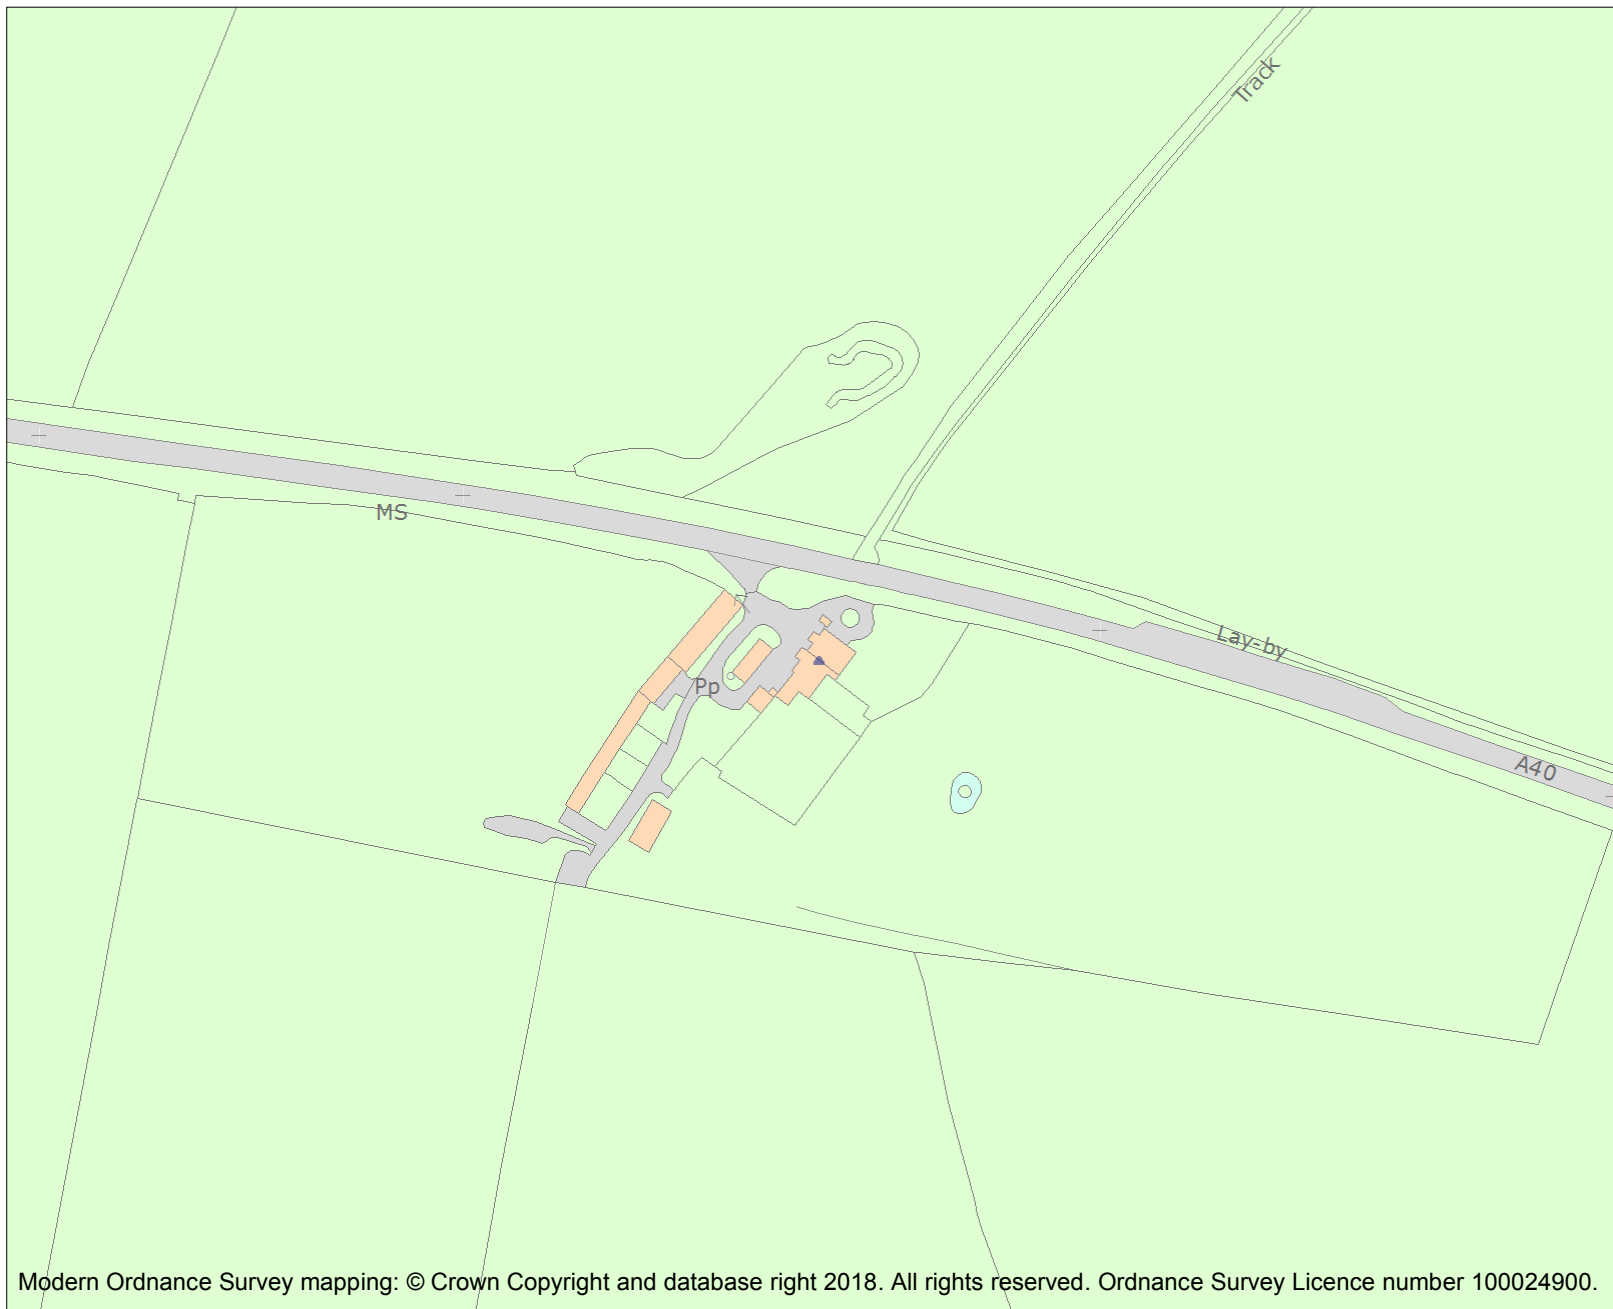 Track
MS
Lay-by
Pp
A40
Modern Ordnance Survey mapping: © Crown Copyright and database right 2018. All rights reserved. Ordnance Survey Licence number 100024900.